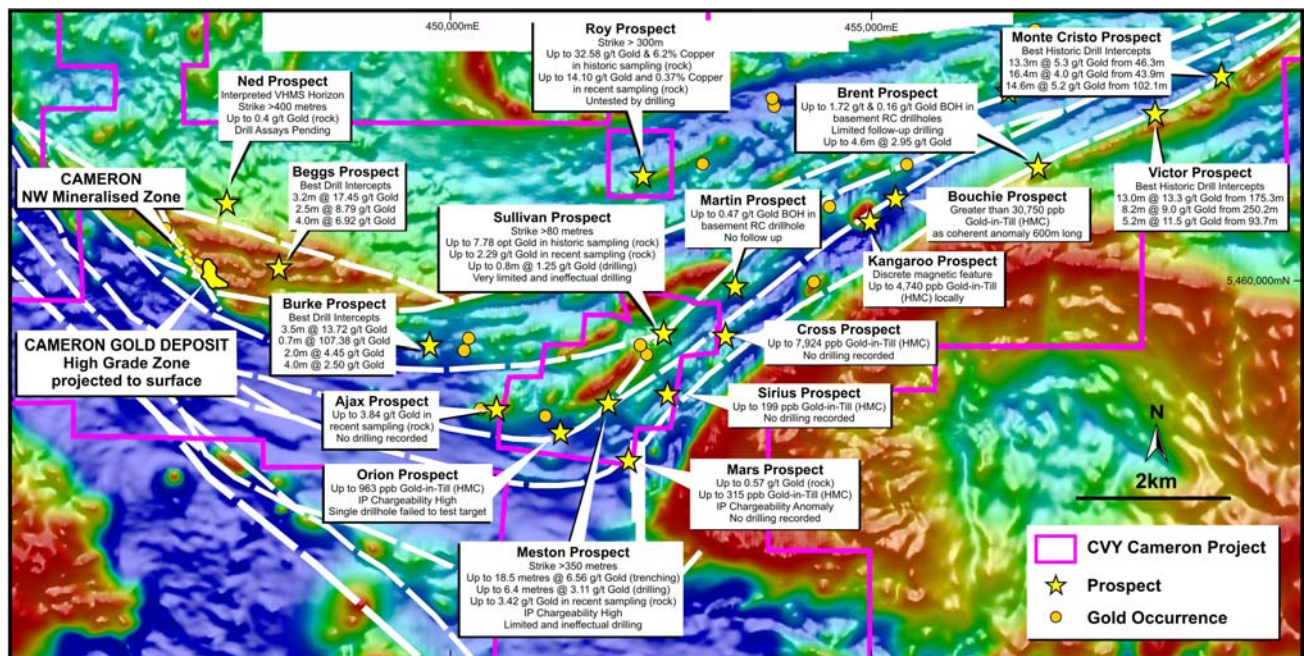 450,000mE
455,000mE
Roy Prospect
Strike > 300m
Up to 32.58 g/t Gold & 6.2% Copper
in historic sampling (rock)
Up to 14.10 g/t Gold and 0.37% Copper
in recent sampling (rock)
Untested by drilling
Monte Cristo Prospect
Best Historic Drill Intercepts
13.3m @ 5.3 g/t Gold from 46.3m
16.4m @ 4.0 g/t Gold from 43.9m
14.6m @ 5.2 g/t Gold from 102.1m
Ned Prospect
Interpreted VHMS Horizon
Strike >400 metres
Up to 0.4 g/t Gold (rock)
Drill Assays Pending
Brent Prospect
Up to 1.72 g/t & 0.16 g/t Gold BOH in
basement RC drillholes
Limited follow-up drilling
Up to 4.6m @ 2.95 g/t Gold
CAMERON
NW Mineralised Zone
Beggs Prospect
Best Drill Intercepts
3.2m @ 17.45 g/t Gold
2.5m @ 8.79 g/t Gold
4.0m @ 6.92 g/t Gold
Victor Prospect
Best Historic Drill Intercepts
13.0m @ 13.3 g/t Gold from 175.3m
8.2m @ 9.0 g/t Gold from 250.2m
5.2m @ 11.5 g/t Gold from 93.7m
Martin Prospect
Up to 0.47 g/t Gold BOH in
basement RC drillhole
No follow up
Bouchie Prospect
Greater than 30,750 ppb
Gold-in-Till (HMC)
as coherent anomaly 600m long
Sullivan Prospect
Strike >80 metres
Up to 7.78 opt Gold in historic sampling (rock)
Up to 2.29 g/t Gold in recent sampling (rock)
Up to 0.8m @ 1.25 g/t Gold (drilling)
Very limited and ineffectual drilling
Kangaroo Prospect
Discrete magnetic feature
Up to 4,740 ppb Gold-in-Till
(HMC) locally
5,460,000mN
Burke Prospect
Best Drill Intercepts
3.5m @ 13.72 g/t Gold
0.7m @ 107.38 g/t Gold
2.0m @ 4.45 g/t Gold
4.0m @ 2.50 g/t Gold
CAMERON GOLD DEPOSIT
High Grade Zone
projected to surface
Cross Prospect
Up to 7,924 ppb Gold-in-Till (HMC)
No drilling recorded
Ajax Prospect
Up to 3.84 g/t Gold in
recent sampling (rock)
No drilling recorded
Sirius Prospect
Up to 199 ppb Gold-in-Till (HMC)
No drilling recorded
N
2km
Orion Prospect
Up to 963 ppb Gold-in-Till (HMC)
IP Chargeability High
Single drillhole failed to test target
Mars Prospect
Up to 0.57 g/t Gold (rock)
Up to 315 ppb Gold-in-Till (HMC)
IP Chargeability Anomaly
No drilling recorded
Meston Prospect
Strike >350 metres
Up to 18.5 metres @ 6.56 g/t Gold (trenching)
Up to 6.4 metres @ 3.11 g/t Gold (drilling)
Up to 3.42 g/t Gold in recent sampling (rock)
IP Chargeability High
Limited and ineffectual drilling
CVY Cameron Project
Prospect
Gold Occurrence